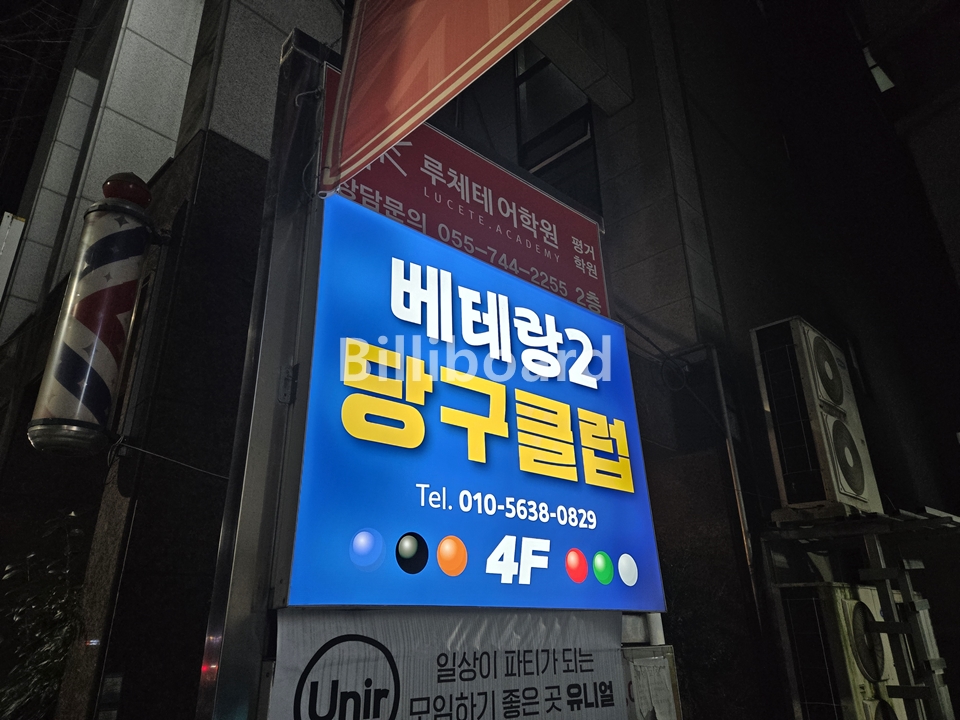 루체테 어학원
LUCETE.ACADEMY
평거
학원
상담문의 055-744-2255 2층
베테랑2
당구클럽
Billiboard
Tel. 010-5638-0829
4F
Unir
일상이 파티가 되는
모임하기 좋은 곳 유니얼